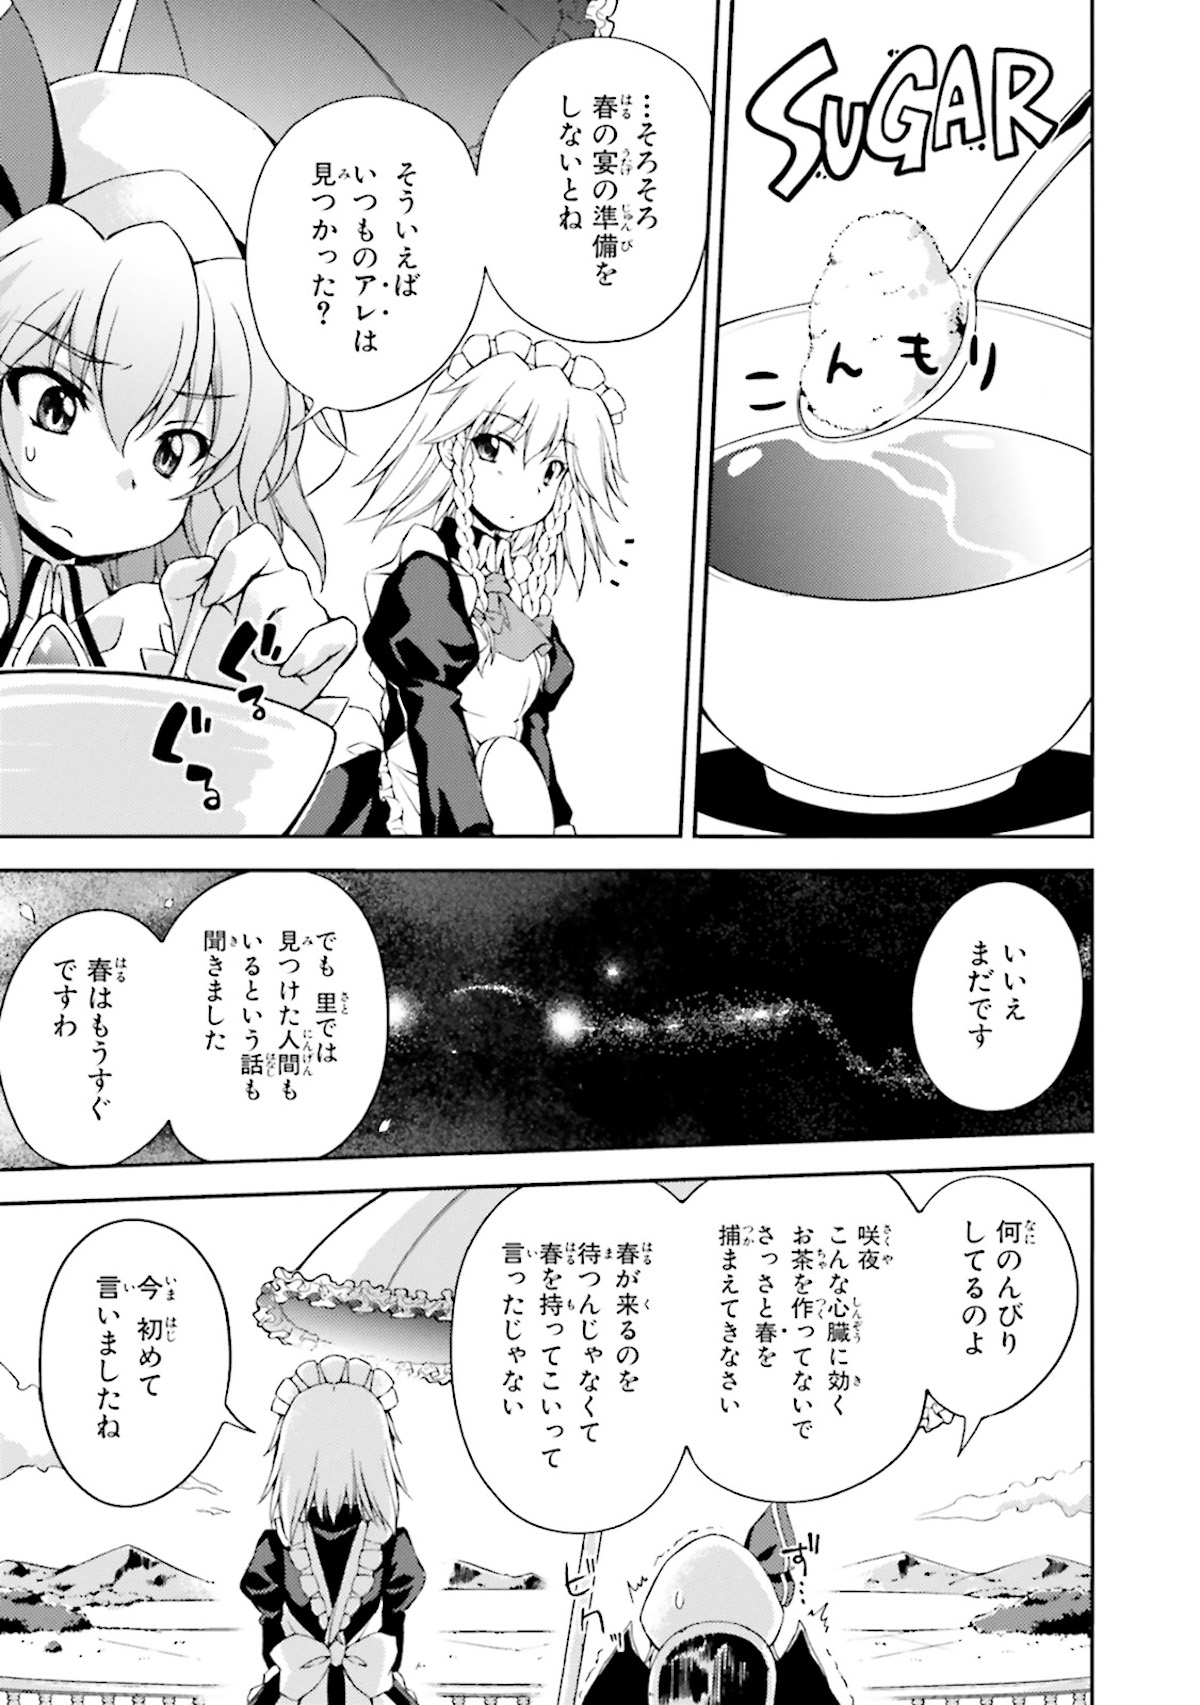 SUGAR
こんもり
…そろそろ
春の宴の準備を
しないとね
そういえば
いつものアレは
見つかった？
ぐるぐる
いいえ
まだです
でも 里では
見つけた人間も
いるという話も
聞きました
春はもうすぐ
ですわ
何のんびり
してるのよ
咲夜
こんな心臓に効く
お茶を作ってないで
さっさと春を
捕まえてきなさい
春が来るのを
待つんじゃなくて
春を持ってこいって
言ったじゃない
今 初めて
言いましたね
ず…
ビビ